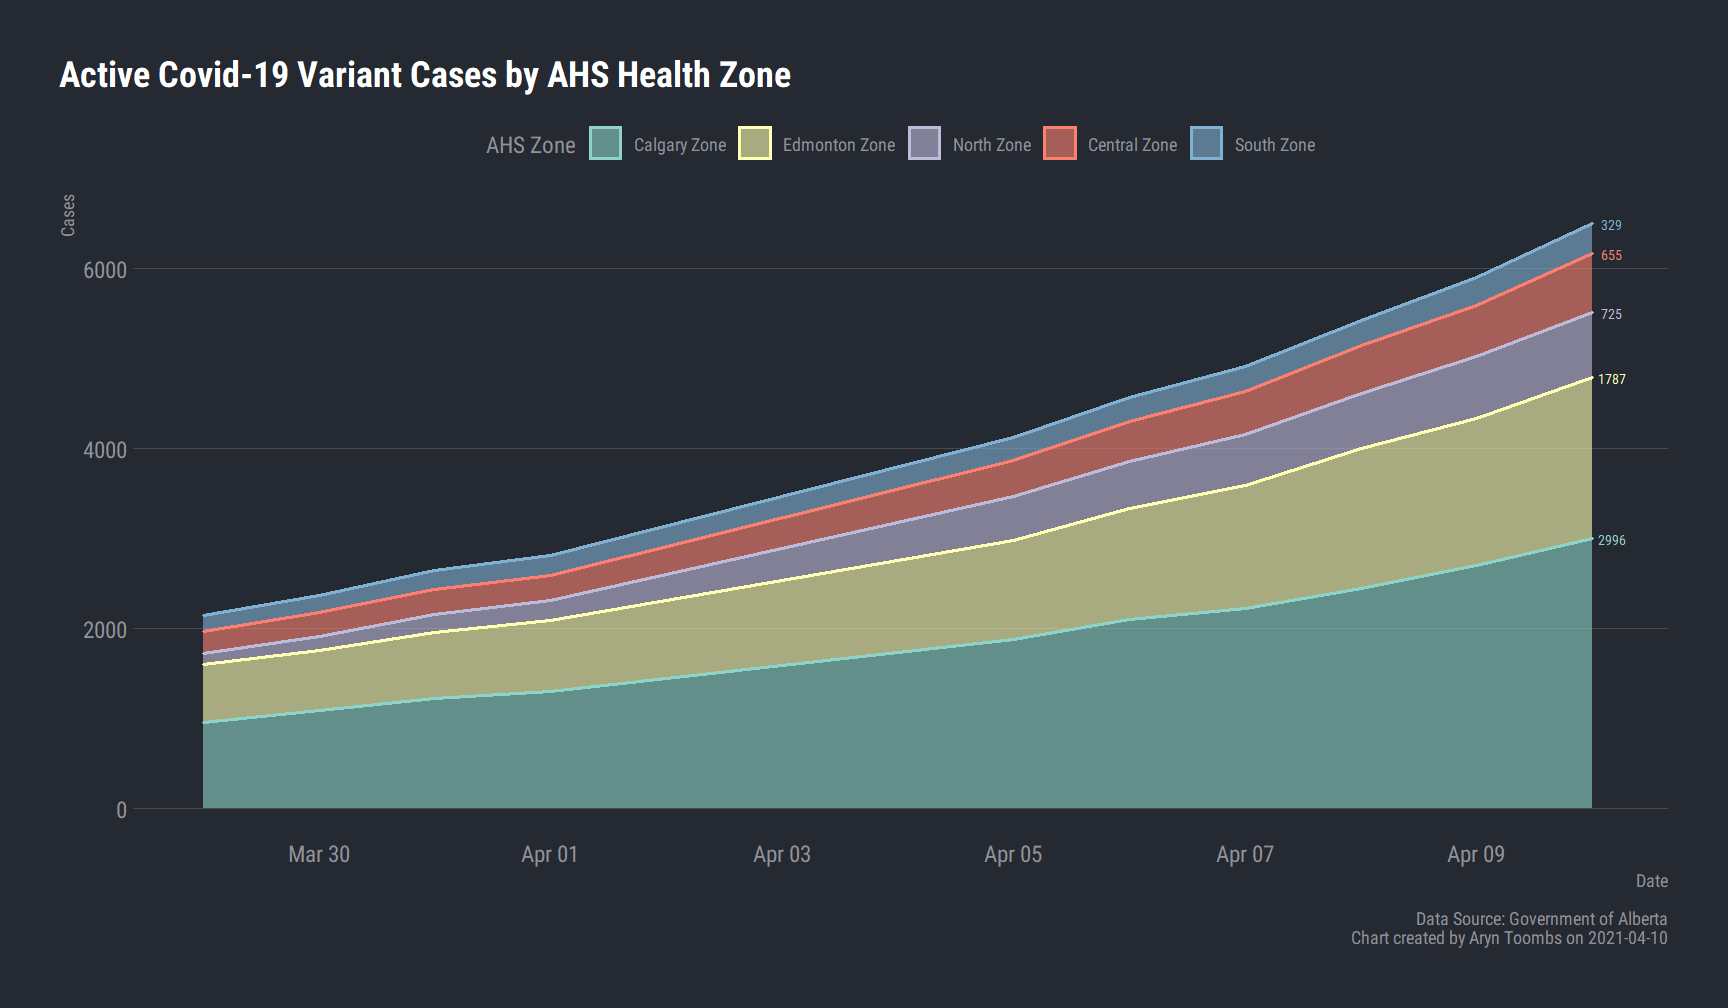 Active Covid-19 Variant Cases by AHS Health Zone
AHS Zone Calgary Zone Edmonton Zone North Zone Central Zone South Zone
Cases
6000
4000
2000
0
329
655
725
1787
2996
Mar 30 Apr 01 Apr 03 Apr 05 Apr 07 Apr 09
Date
Data Source: Government of Alberta
Chart created by Aryn Toombs on 2021-04-10